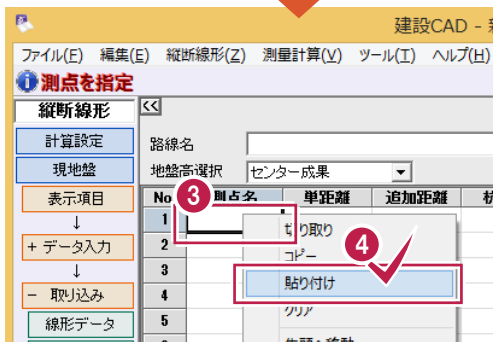 建設CAD -
ファイル(F) 編集(E) 縦断線形(Z) 測量計算(V) ツール(T) ヘルプ(H)
測点を指定
縦断線形 <<
計算設定
路線名
現地盤
地盤高選択 センター成果
表示項目
No 3 測点名 単距離 追加距離
↓
1
切り取り
+ データ入力
2
4
コピー
↓
3
貼り付け
- 取り込み
4
クリア
線形データ
5